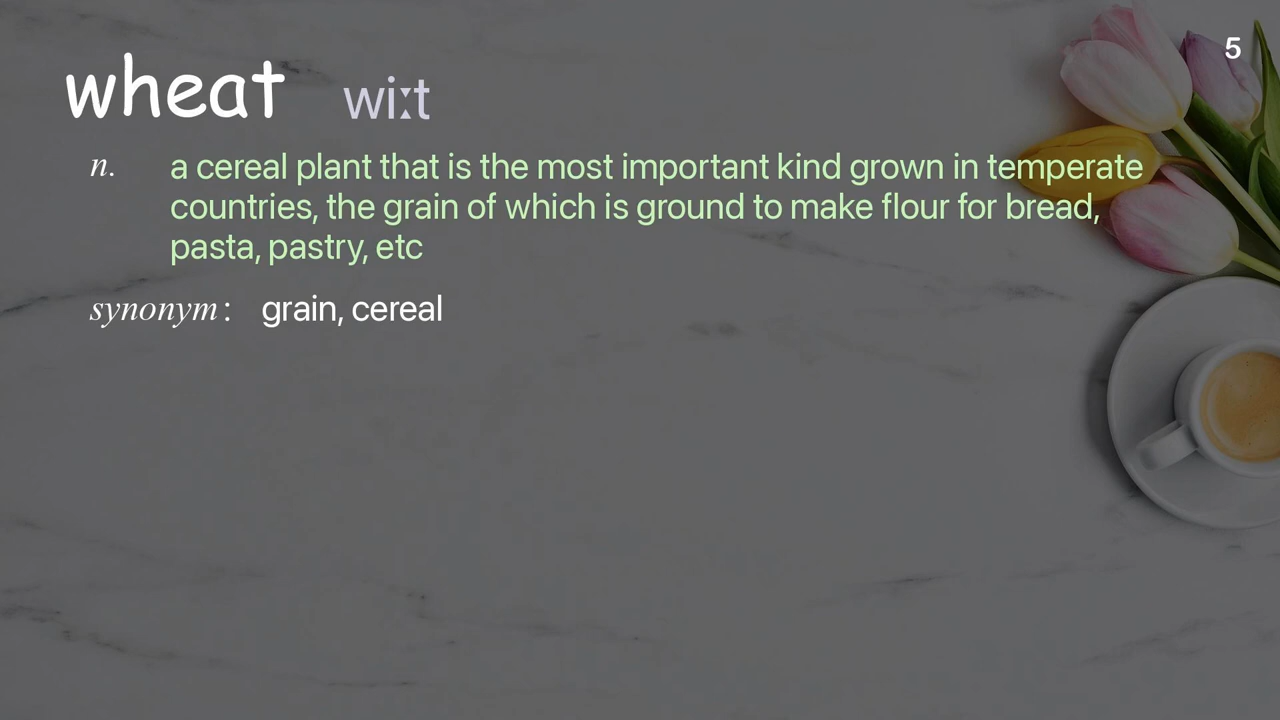 5
wheat wiːt
n. a cereal plant that is the most important kind grown in temperate
countries, the grain of which is ground to make flour for bread,
pasta, pastry, etc
synonym: grain, cereal